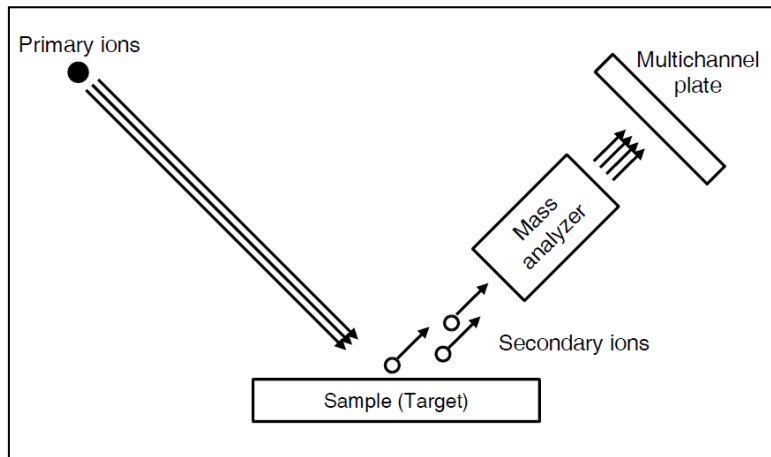 Primary ions
Multichannel
plate
Mass
analyzer
Secondary ions
Sample (Target)